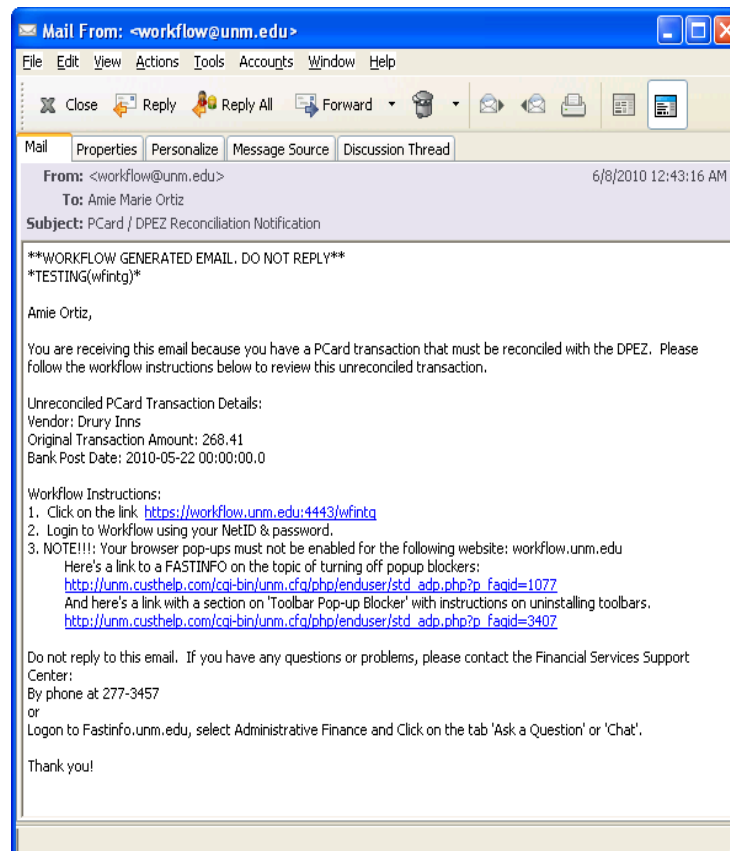 Mail From: <workflow@unm.edu>
File Edit View Actions Tools Accounts Window Help
Close Reply Reply All Forward
Mail Properties Personalize Message Source Discussion Thread
From: <workflow@unm.edu> 6/8/2010 12:43:16 AM
To: Amie Marie Ortiz
Subject: PCard / DPEZ Reconciliation Notification
**WORKFLOW GENERATED EMAIL. DO NOT REPLY**
*TESTING(wfintg)*
Amie Ortiz,
You are receiving this email because you have a PCard transaction that must be reconciled with the DPEZ. Please
follow the workflow instructions below to review this unreconciled transaction.
Unreconciled PCard Transaction Details:
Vendor: Drury Inns
Original Transaction Amount: 268.41
Bank Post Date: 2010-05-22 00:00:00.0
Workflow Instructions:
1. Click on the link https://workflow.unm.edu:4443/wfintg
2. Login to Workflow using your NetID & password.
3. NOTE!!!: Your browser pop-ups must not be enabled for the following website: workflow.unm.edu
Here's a link to a FASTINFO on the topic of turning off popup blockers:
http://unm.custhelp.com/cgi-bin/unm.cfg/php/enduser/std_adp.php?p_faqid=1077
And here's a link with a section on 'Toolbar Pop-up Blocker' with instructions on uninstalling toolbars.
http://unm.custhelp.com/cgi-bin/unm.cfg/php/enduser/std_adp.php?p_faqid=3407
Do not reply to this email. If you have any questions or problems, please contact the Financial Services Support
Center:
By phone at 277-3457
or
Logon to Fastinfo.unm.edu, select Administrative Finance and Click on the tab 'Ask a Question' or 'Chat'.
Thank you!